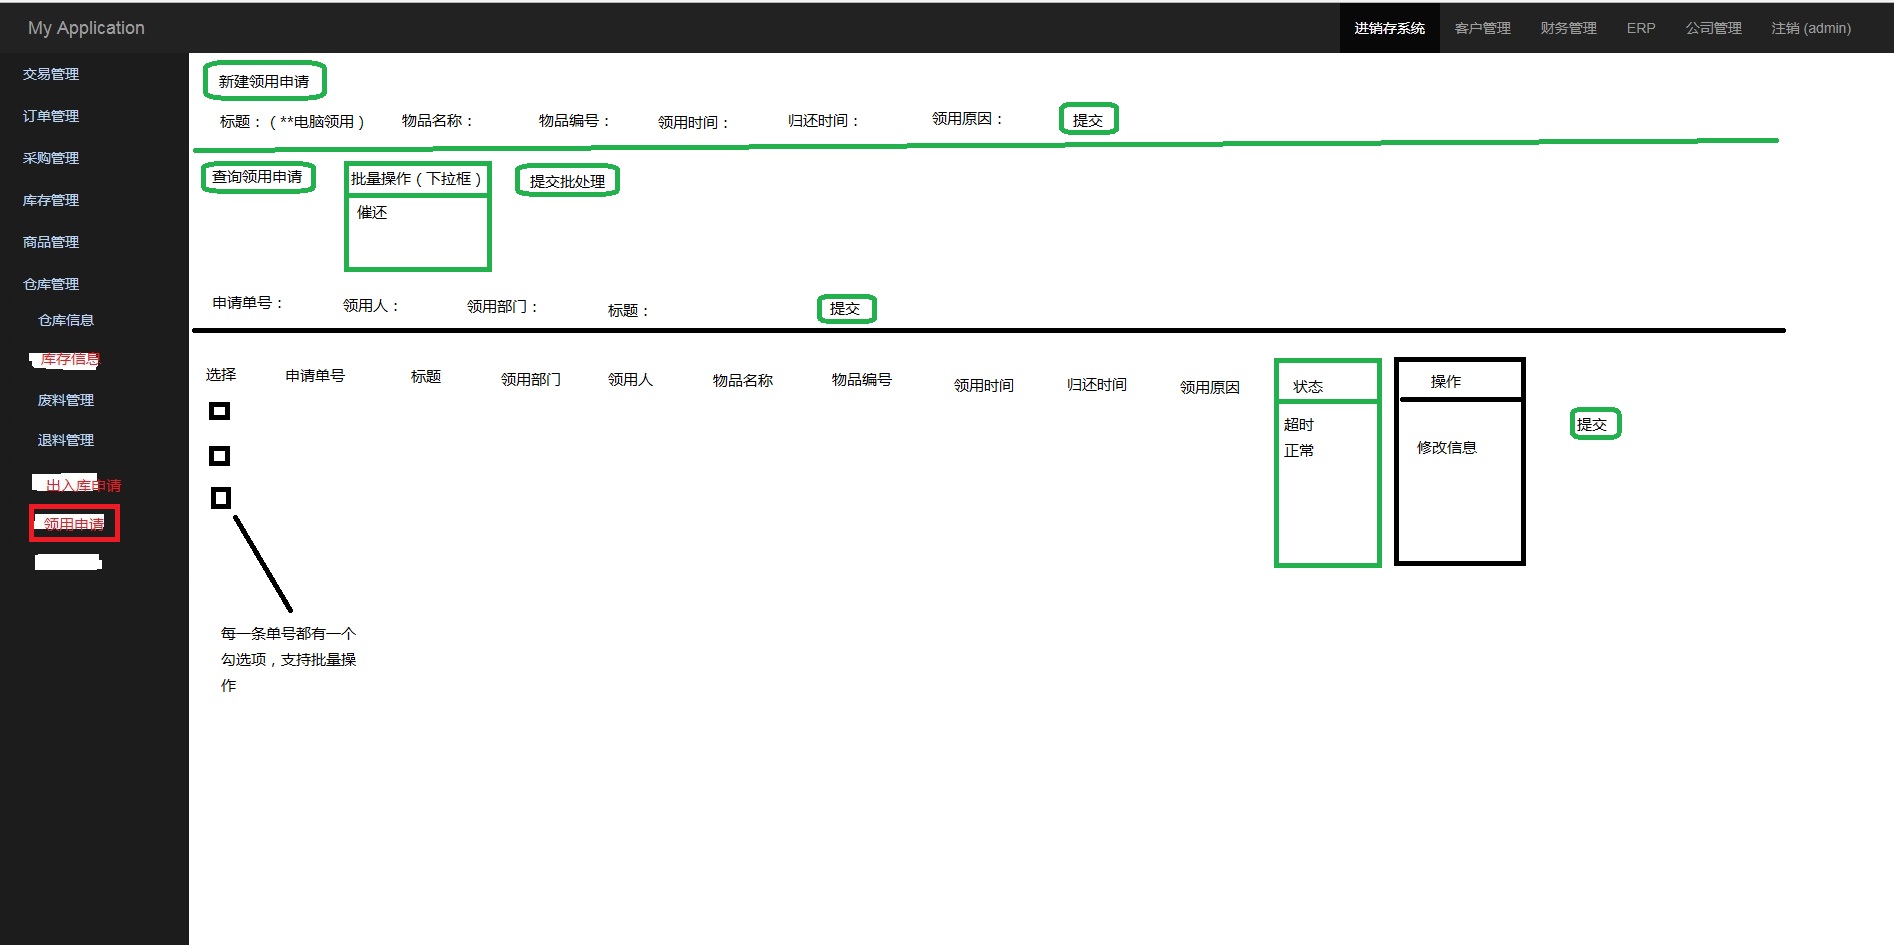 My Application
进销存系统
客户管理
财务管理
ERP
公司管理
注销 (admin)
交易管理
订单管理
采购管理
库存管理
商品管理
仓库管理
仓库信息
库存信息
废料管理
退料管理
出入库申请
领用申请
新建领用申请
标题：（**电脑领用） 物品名称： 物品编号： 领用时间： 归还时间： 领用原因： 提交
查询领用申请 批量操作（下拉框） 提交批处理
催还
申请单号： 领用人： 领用部门： 标题： 提交
选择 申请单号 标题 领用部门 领用人 物品名称 物品编号 领用时间 归还时间 领用原因 状态 操作
超时
正常
修改信息
提交
每一条单号都有一个
勾选项，支持批量操
作